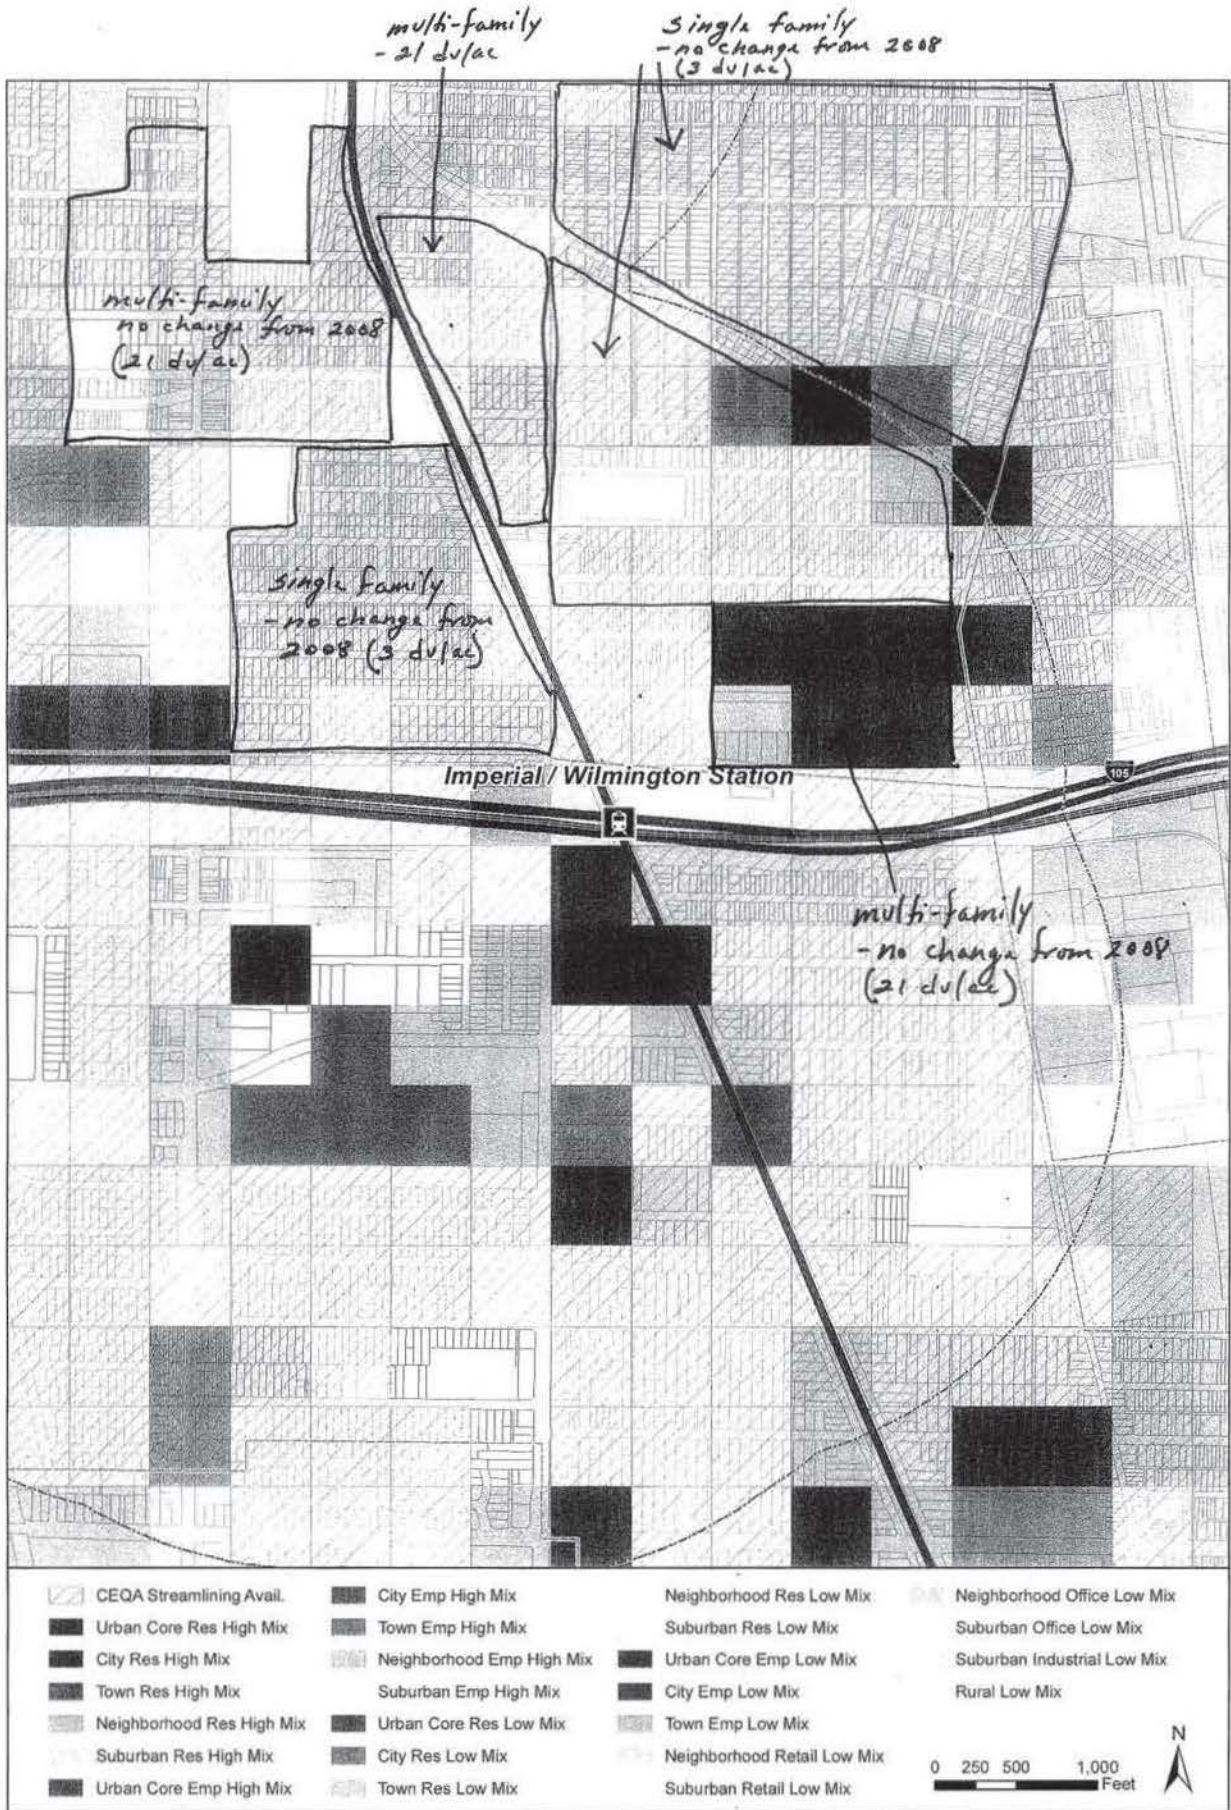 multi-family
- 21 du/ac
single family
- no change from 2008
(3 du/ac)
multi-family
no change from 2008
(21 du/ac)
single family
- no change from
2008 (3 du/ac)
Imperial / Wilmington Station
105
multi-family
- no change from 2008
(21 du/ac)
CEQA Streamlining Avail.
Urban Core Res High Mix
City Res High Mix
Town Res High Mix
Neighborhood Res High Mix
Suburban Res High Mix
Urban Core Emp High Mix
City Emp High Mix
Town Emp High Mix
Neighborhood Emp High Mix
Suburban Emp High Mix
Urban Core Res Low Mix
City Res Low Mix
Town Res Low Mix
Neighborhood Res Low Mix
Suburban Res Low Mix
Urban Core Emp Low Mix
City Emp Low Mix
Town Emp Low Mix
Neighborhood Retail Low Mix
Suburban Retail Low Mix
Neighborhood Office Low Mix
Suburban Office Low Mix
Suburban Industrial Low Mix
Rural Low Mix
N
0 250 500 1,000
Feet